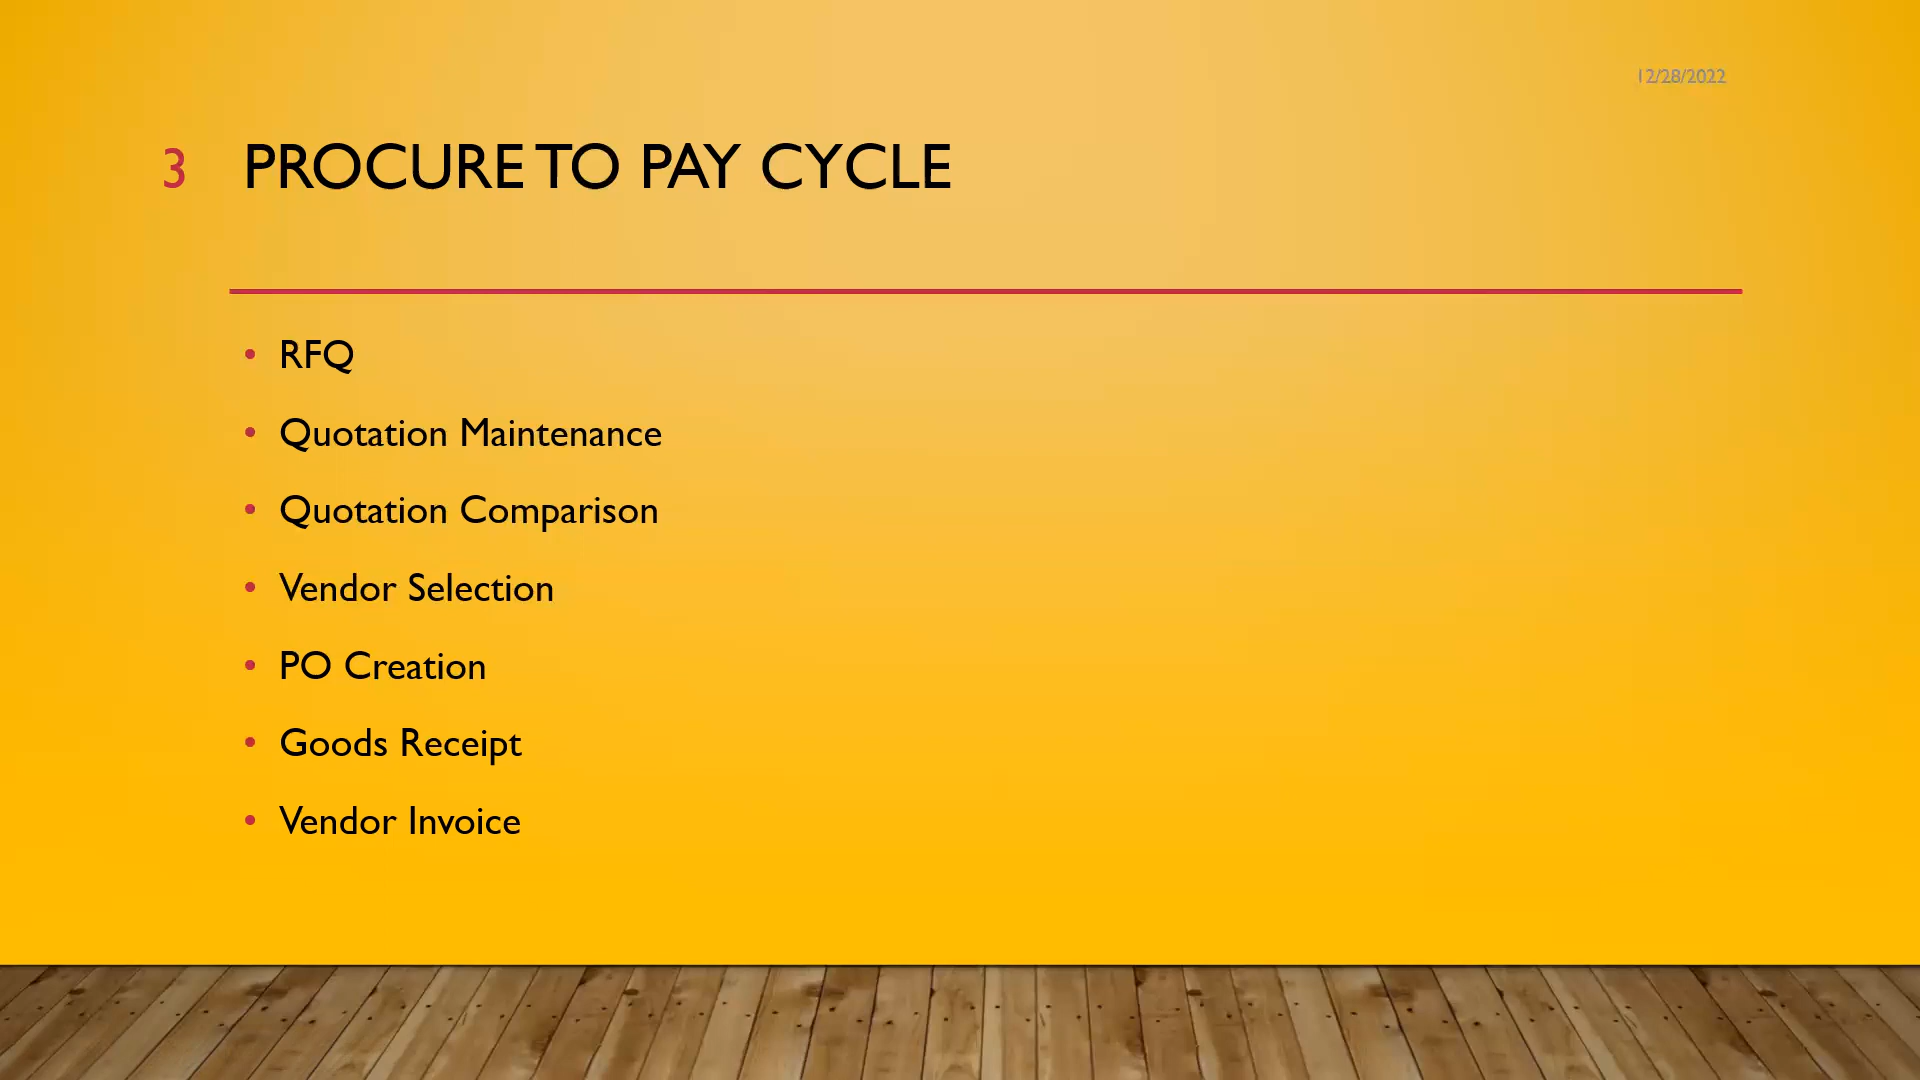 12/28/2022
3 PROCURE TO PAY CYCLE
• RFQ
• Quotation Maintenance
• Quotation Comparison
• Vendor Selection
• PO Creation
• Goods Receipt
• Vendor Invoice